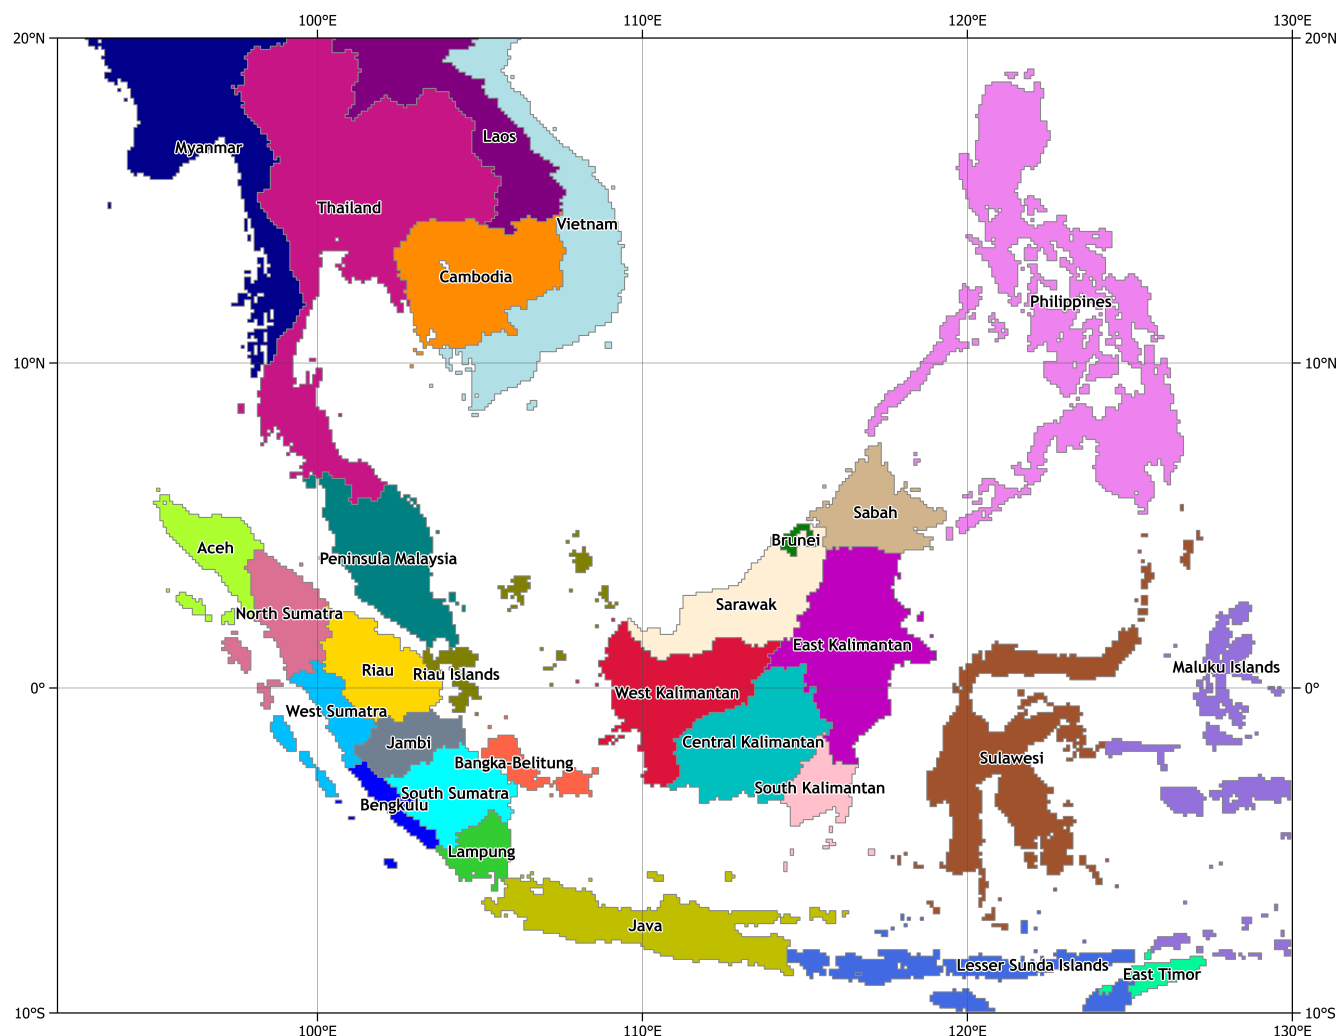 100°E 110°E 120°E 130°E
20°N 20°N
Laos
Myanmar
Thailand
Vietnam
Cambodia
Philippines
10°N 10°N
Sabah
Brunei
Aceh
Peninsula Malaysia
Sarawak
North Sumatra
East Kalimantan
Maluku Islands
Riau
Riau Islands
0° 0°
West Kalimantan
West Sumatra
Jambi
Central Kalimantan
Sulawesi
Bangka-Belitung
South Kalimantan
South Sumatra
Bengkulu
Lampung
Java
Lesser Sunda Islands
East Timor
10°S 10°S
100°E 110°E 120°E 130°E